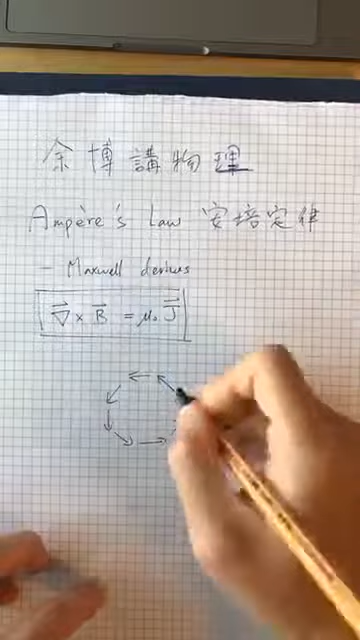 余博講物理
Ampère's Law 安培定律
- Maxwell derives
∇⃗ × B⃗ = μ₀ J⃗